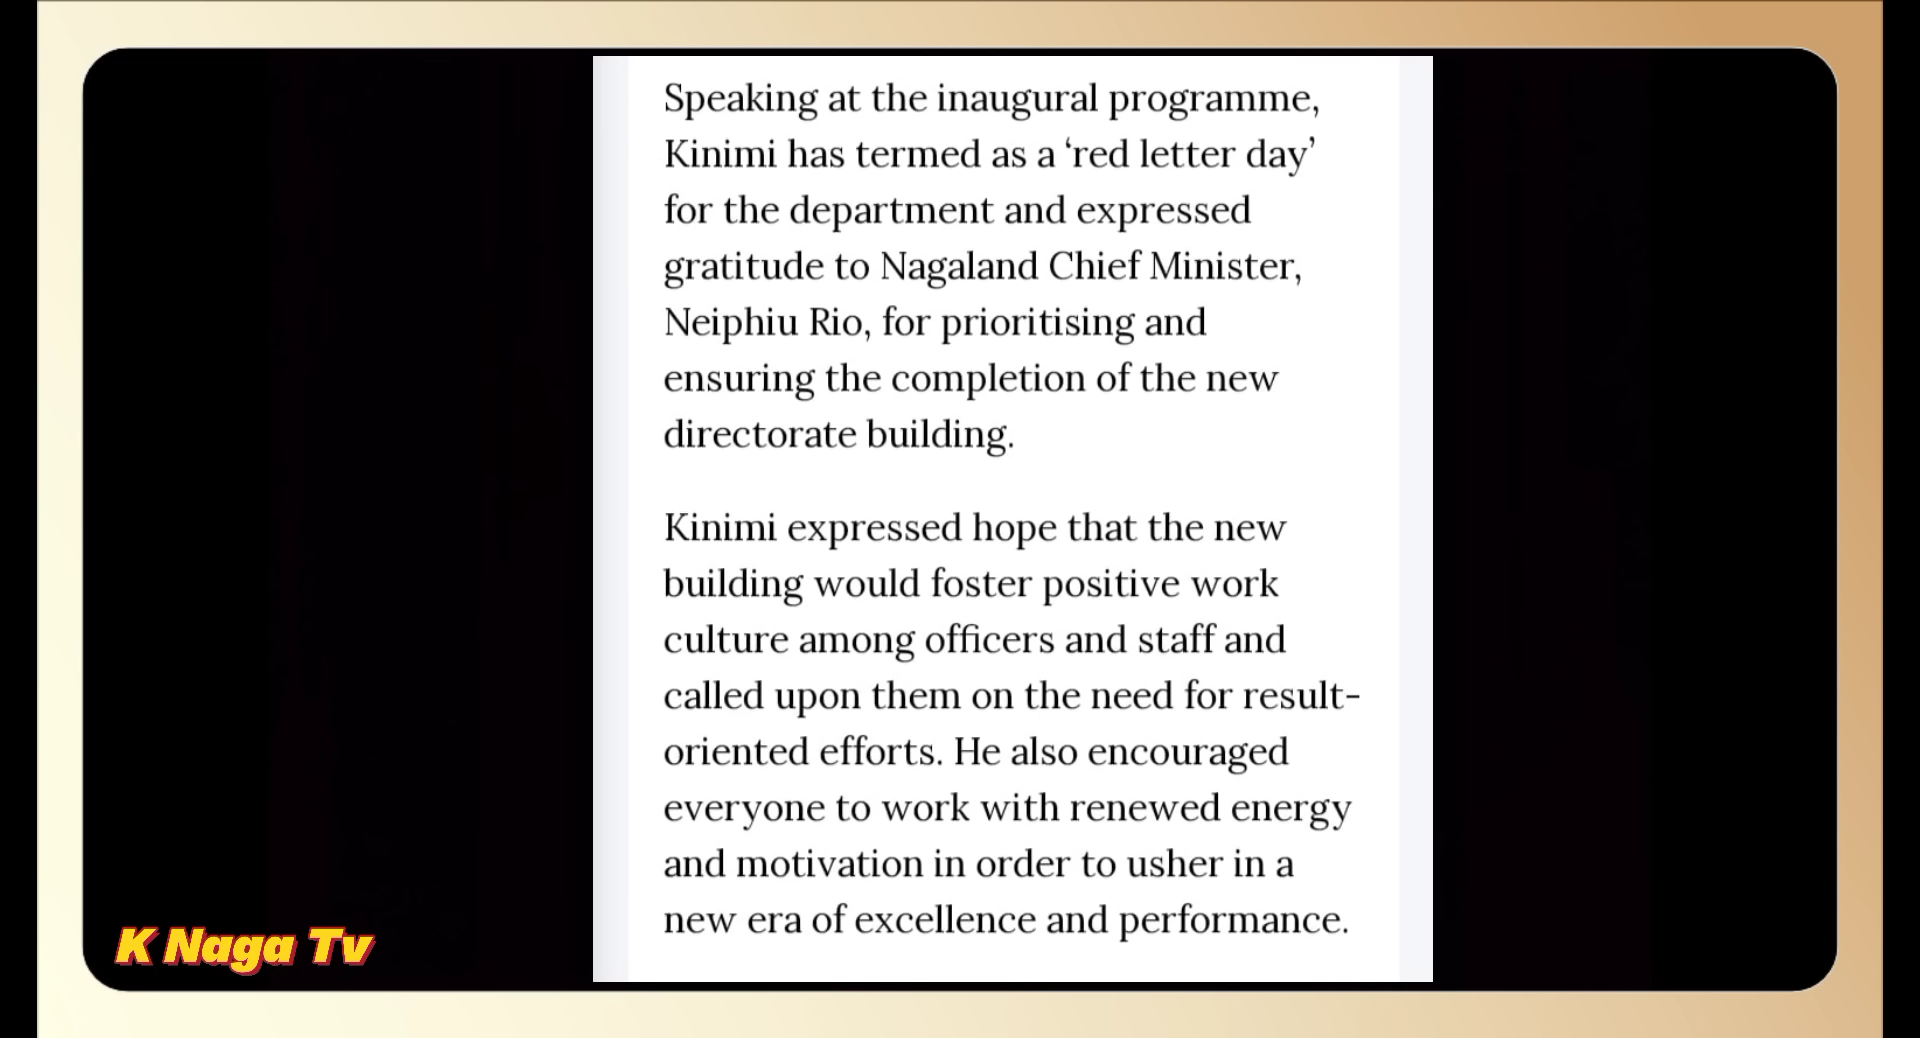 Speaking at the inaugural programme,
Kinimi has termed as a ‘red letter day’
for the department and expressed
gratitude to Nagaland Chief Minister,
Neiphiu Rio, for prioritising and
ensuring the completion of the new
directorate building.
Kinimi expressed hope that the new
building would foster positive work
culture among officers and staff and
called upon them on the need for result-
oriented efforts. He also encouraged
everyone to work with renewed energy
and motivation in order to usher in a
new era of excellence and performance.
K Naga Tv